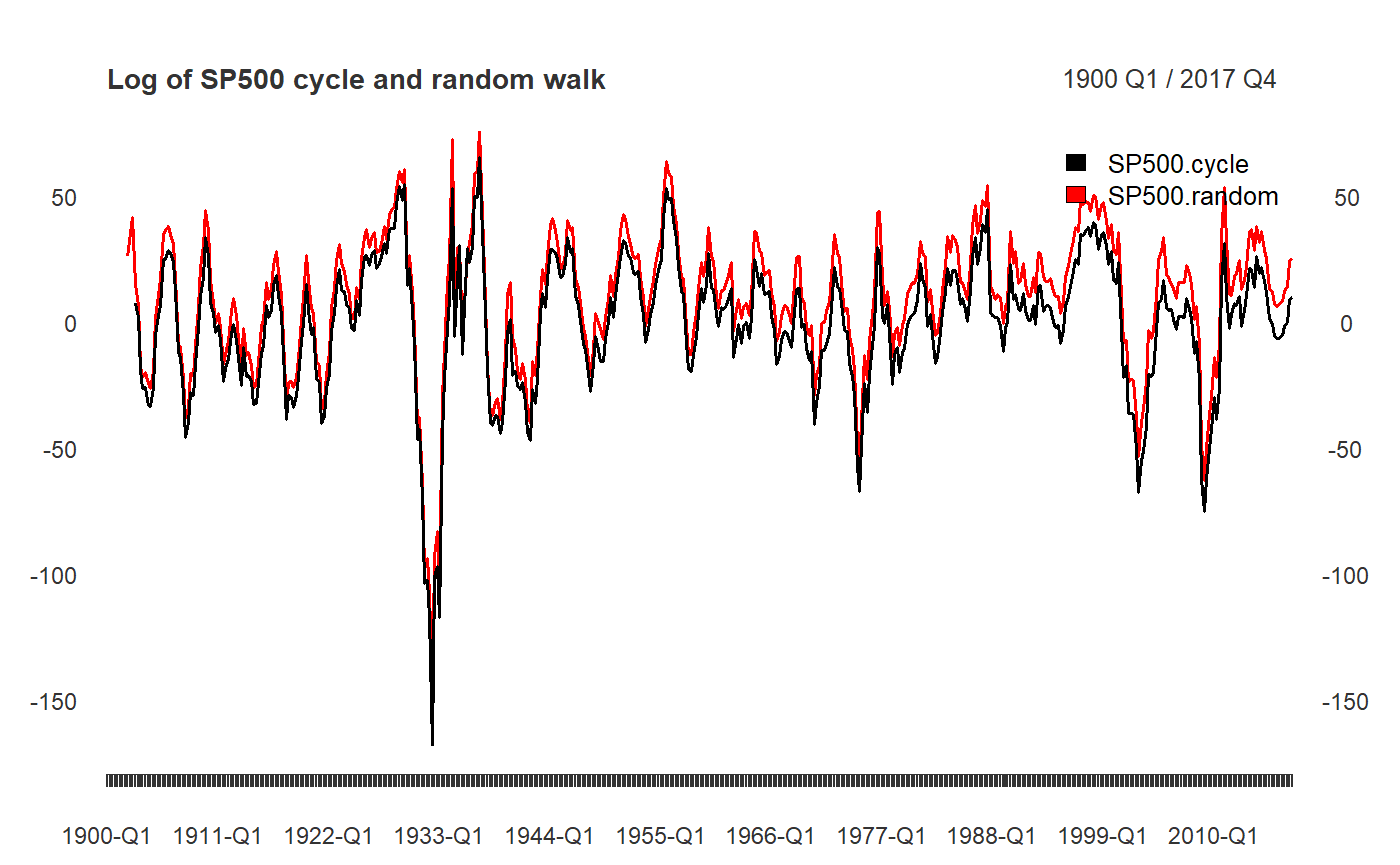 Log of SP500 cycle and random walk
1900 Q1 / 2017 Q4
SP500.cycle
SP500.random
50 50
0 0
-50 -50
-100 -100
-150 -150
1900-Q1 1911-Q1 1922-Q1 1933-Q1 1944-Q1 1955-Q1 1966-Q1 1977-Q1 1988-Q1 1999-Q1 2010-Q1